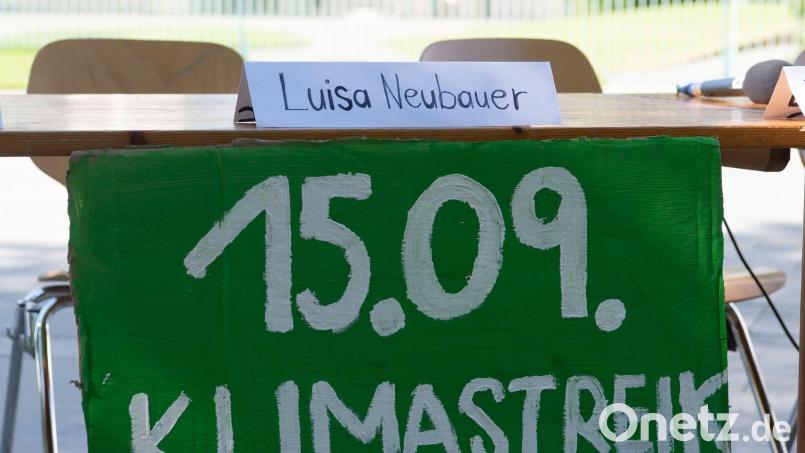 Luisa Neubauer
15.09.
KLIMASTREIK
Onetz.de